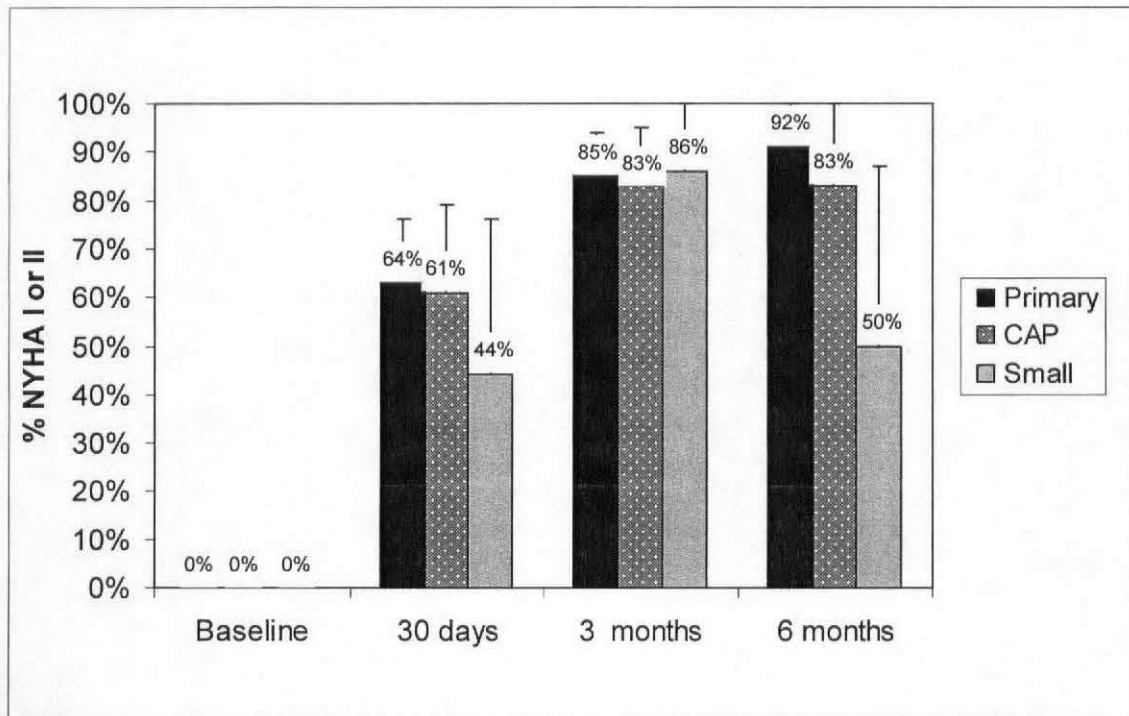 100%
90%
80%
70%
60%
50%
40%
30%
20%
10%
0%
% NYHA I or II
0% 0% 0%
64% 61% 44%
85% 83% 86%
92% 83% 50%
Baseline 30 days 3 months 6 months
Primary
CAP
Small